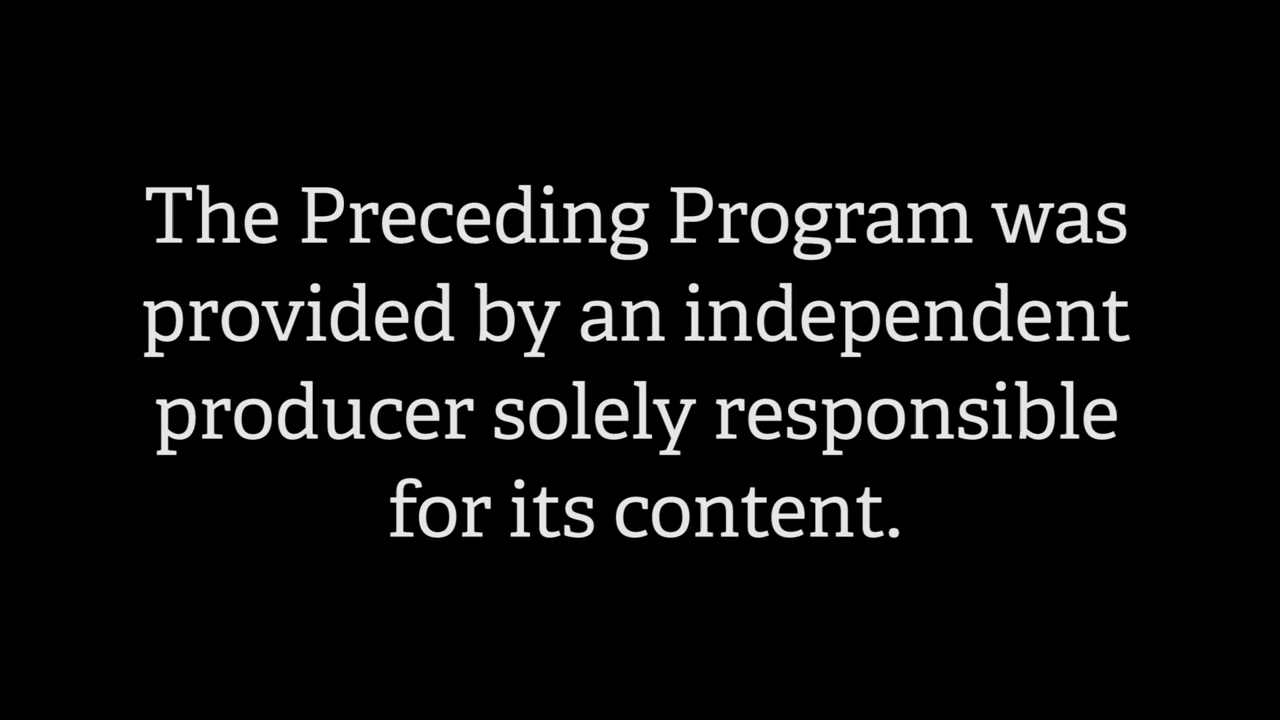 The Preceding Program was
provided by an independent
producer solely responsible
for its content.